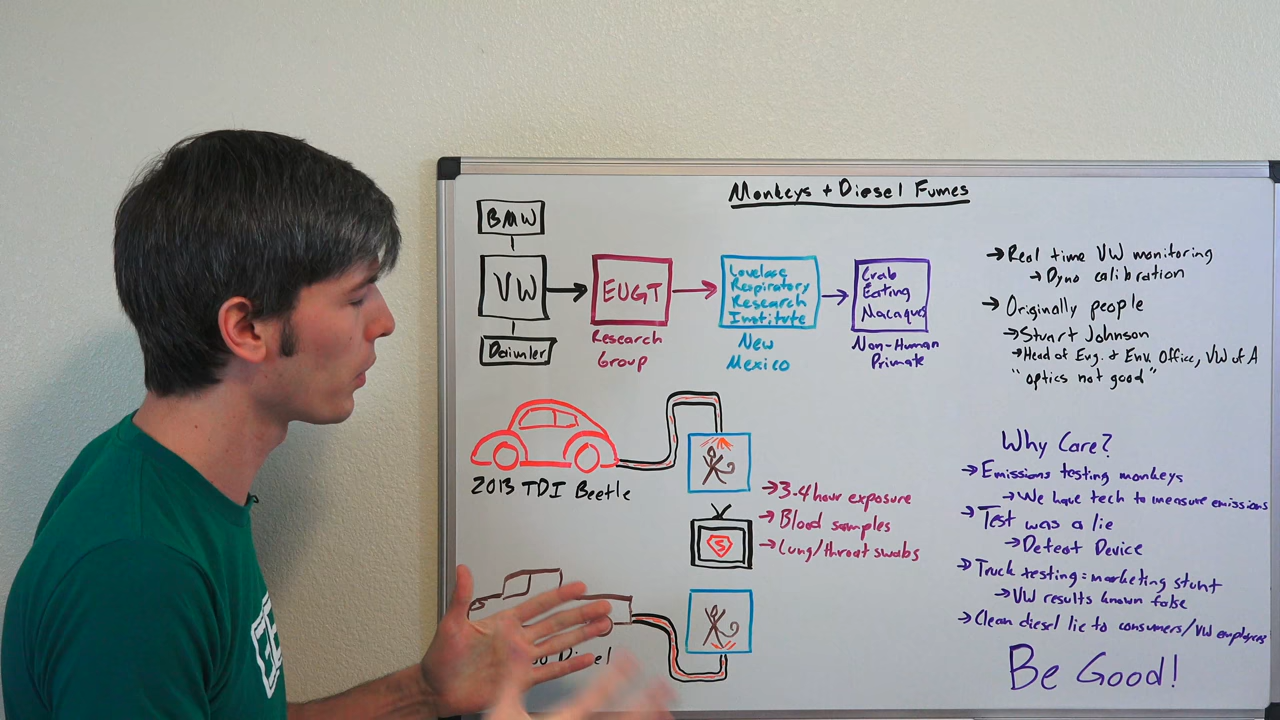 Monkeys + Diesel Fumes
BMW
VW
Daimler
EUGT
Research
Group
Lovelace
Respiratory
Research
Institute
New
Mexico
Crab
Eating
Macaque
Non-Human
Primate
→ Real time VW monitoring
→ Dyno calibration
→ Originally people
→ Stuart Johnson
→ Head of Eng. & Env. Office, VW of A
"optics not good"
2013 TDI Beetle
→ 3-4 hour exposure
→ Blood samples
→ Lung/throat swabs
S
Diesel
Why Care?
→ Emissions testing monkeys
→ We have tech to measure emissions
→ Test was a lie
→ Defeat Device
→ Truck testing = marketing stunt
→ VW results known false
→ Clean diesel lie to consumers/VW employees
Be Good!